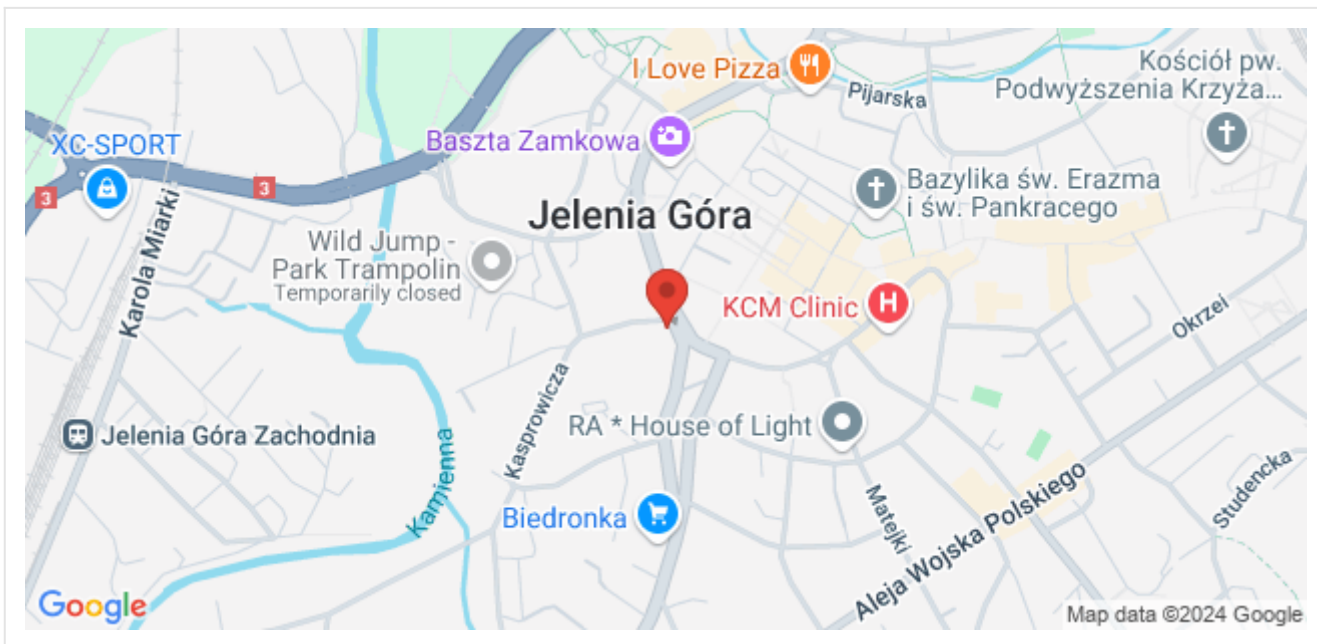 I Love Pizza
Pijarska
Kościół pw.
Podwyższenia Krzyża...
XC-SPORT
Baszta Zamkowa
3
3
Bazylika św. Erazma
i św. Pankracego
Karola Miarki
Jelenia Góra
Wild Jump -
Park Trampolin
Temporarily closed
KCM Clinic
H
Okrzei
Kasprowicza
RA * House of Light
Jelenia Góra Zachodnia
Kamienna
Biedronka
Matejki
Aleja Wojska Polskiego
Studencka
Google
Map data ©2024 Google